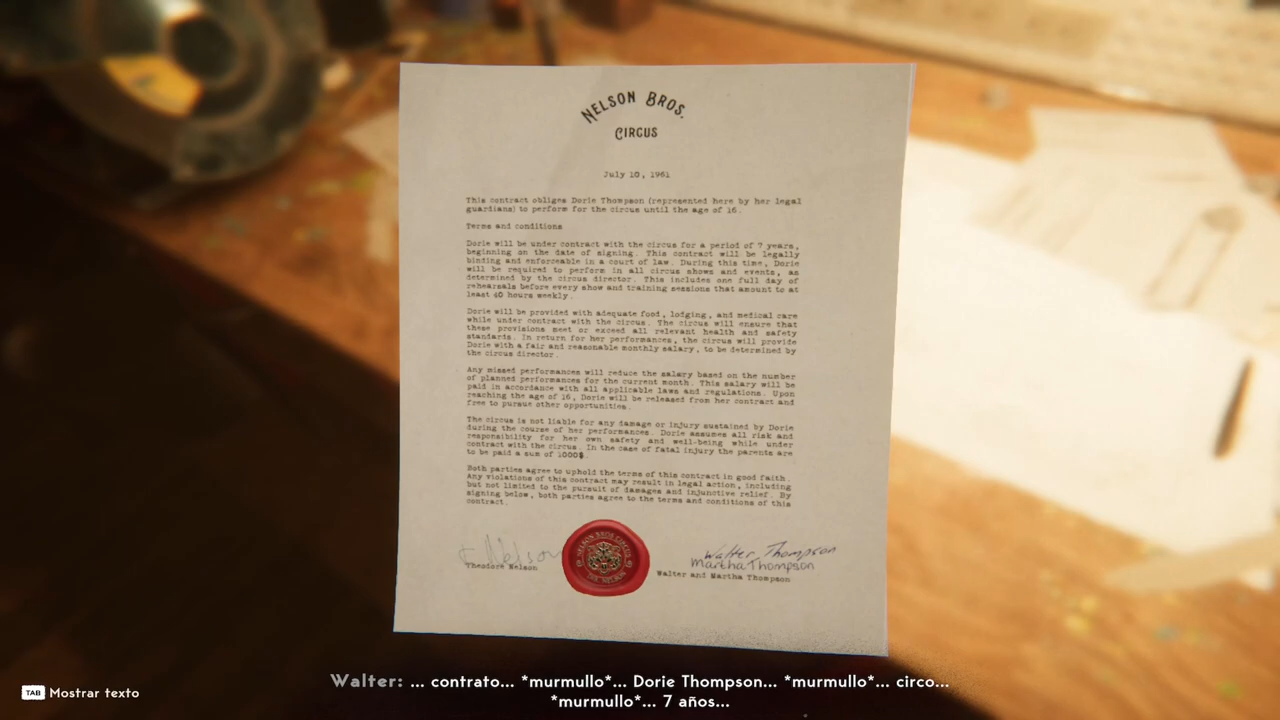 NELSON BROS.
CIRCUS
July 10, 1961
This contract obliges Dorie Thompson (represented here by her legal
guardians) to perform for the circus until the age of 16.
Terms and conditions
Dorie will be under contract with the circus for a period of 7 years,
beginning on the date of signing. This contract will be legally
binding and enforceable in a court of law. During this time, Dorie
will be required to perform in all circus shows and events, as
determined by the circus director. This includes one full day of
rehearsals before every show and training sessions that amount to at
least 40 hours weekly.
Dorie will be provided with adequate food, lodging, and medical care
while under contract with the circus. The circus will ensure that
these provisions meet or exceed all relevant health and safety
standards. In return for her performances, the circus will provide
Dorie with a fair and reasonable monthly salary, to be determined by
the circus director.
Any missed performances will reduce the salary based on the number
of planned performances for the current month. This salary will be
paid in accordance with all applicable laws and regulations. Upon
reaching the age of 16, Dorie will be released from her contract and
free to pursue other opportunities.
The circus is not liable for any damage or injury sustained by Dorie
during the course of her performances. Dorie assumes all risk and
responsibility for her own safety and well-being while under
contract with the circus. In the case of fatal injury the parents are
to be paid a sum of 1000$.
Both parties agree to uphold the terms of this contract in good faith.
Any violations of this contract may result in legal action, including
but not limited to the pursuit of damages and injunctive relief. By
signing below, both parties agree to the terms and conditions of this
contract.
Nelson
Theodore Nelson
NELSON BROS CIRCUS
Walter Thompson
Martha Thompson
Walter and Martha Thompson
Walter: ... contrato... *murmullo*... Dorie Thompson... *murmullo*... circo...
*murmullo*... 7 años...
TAB Mostrar texto